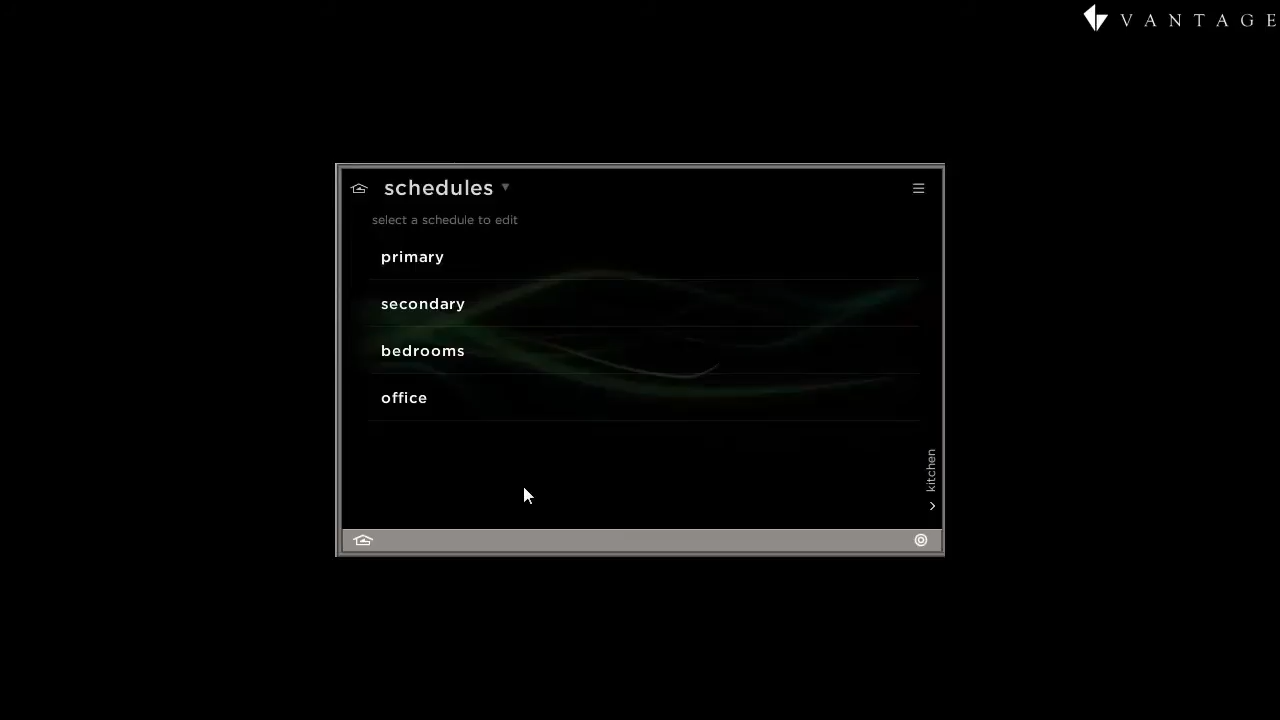 VANTAGE
schedules
select a schedule to edit
primary
secondary
bedrooms
office
kitchen